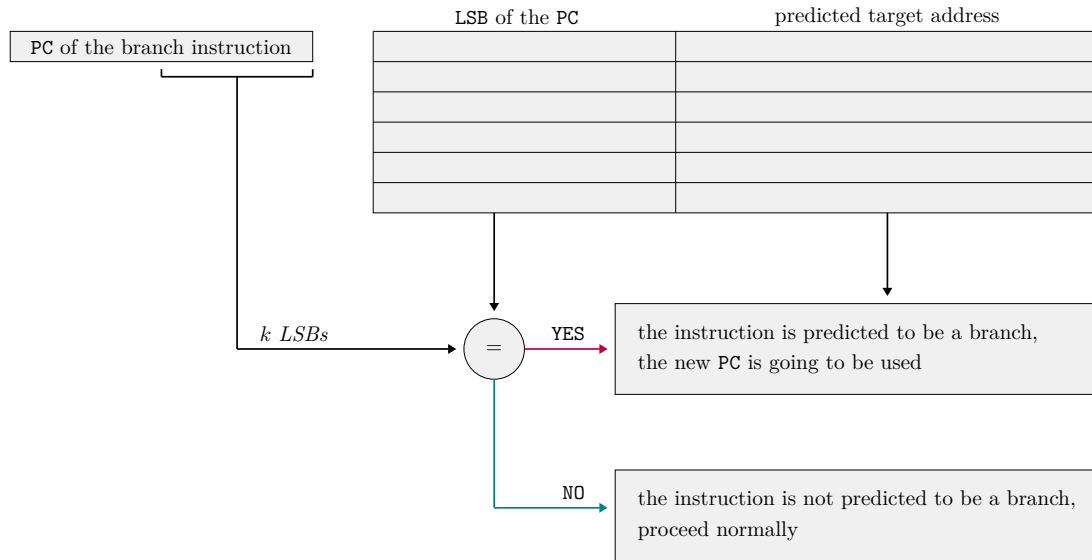 LSB of the PC
predicted target address
PC of the branch instruction
k LSBs
=
YES
the instruction is predicted to be a branch,
the new PC is going to be used
NO
the instruction is not predicted to be a branch,
proceed normally